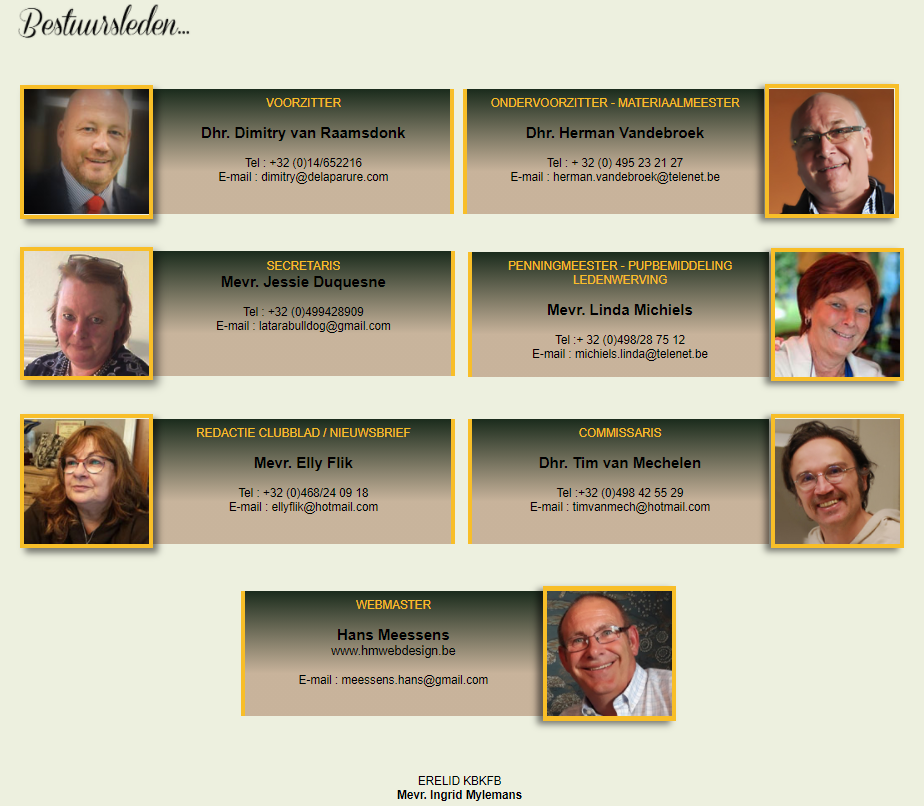 Bestuursleden...
VOORZITTER
Dhr. Dimitry van Raamsdonk
Tel : +32 (0)14/652216
E-mail : dimitry@delaparure.com
ONDERVOORZITTER - MATERIAALMEESTER
Dhr. Herman Vandebroek
Tel : + 32 (0) 495 23 21 27
E-mail : herman.vandebroek@telenet.be
SECRETARIS
Mevr. Jessie Duquesne
Tel : +32 (0)499428909
E-mail : latarabulldog@gmail.com
PENNINGMEESTER - PUPBEMIDDELING
LEDENWERVING
Mevr. Linda Michiels
Tel :+ 32 (0)498/28 75 12
E-mail : michiels.linda@telenet.be
REDACTIE CLUBBLAD / NIEUWSBRIEF
Mevr. Elly Flik
Tel : +32 (0)468/24 09 18
E-mail : ellyflik@hotmail.com
COMMISSARIS
Dhr. Tim van Mechelen
Tel :+32 (0)498 42 55 29
E-mail : timvanmech@hotmail.com
WEBMASTER
Hans Meessens
www.hmwebdesign.be
E-mail : meessens.hans@gmail.com
ERELID KBKFB
Mevr. Ingrid Mylemans